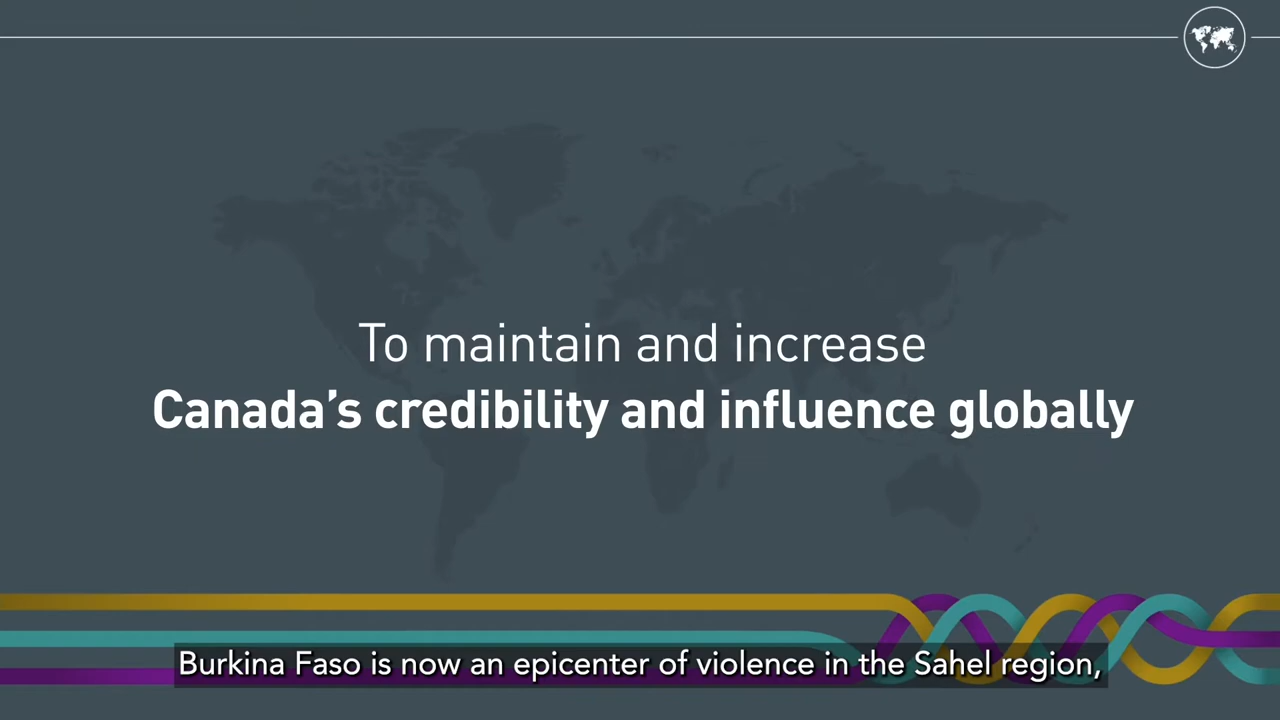 To maintain and increase
Canada’s credibility and influence globally
Burkina Faso is now an epicenter of violence in the Sahel region,